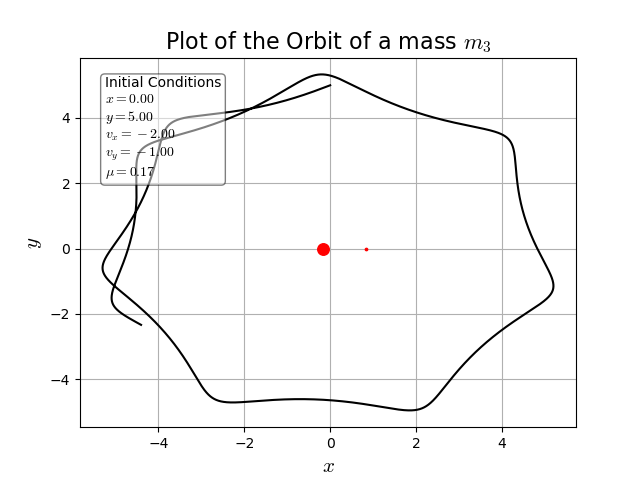 Plot of the Orbit of a mass m₃
Initial Conditions
x = 0.00
y = 5.00
vₓ = −2.00
v_y = −1.00
μ = 0.17
4
2
0
−2
−4
y
−4
−2
0
2
4
x